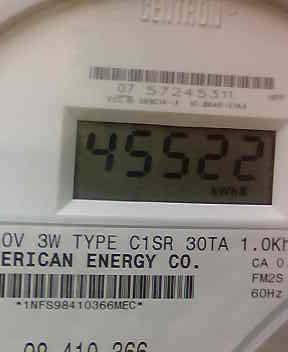 CENTRON
07 57245311
45522
kWh
0V 3W TYPE C1SR 30TA 1.0Kh
ERICAN ENERGY CO.
CA 0.
FM2S
60Hz
*1NFS98410366MEC*
98 410 366